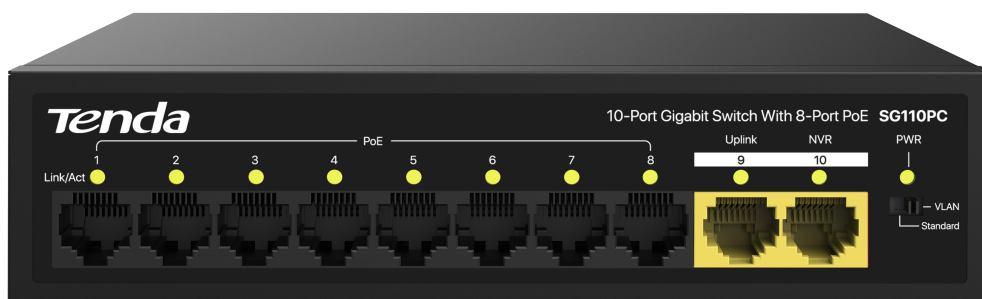 Tenda
10-Port Gigabit Switch With 8-Port PoE SG110PC
PoE
Uplink NVR PWR
1 2 3 4 5 6 7 8 9 10
Link/Act
VLAN
Standard